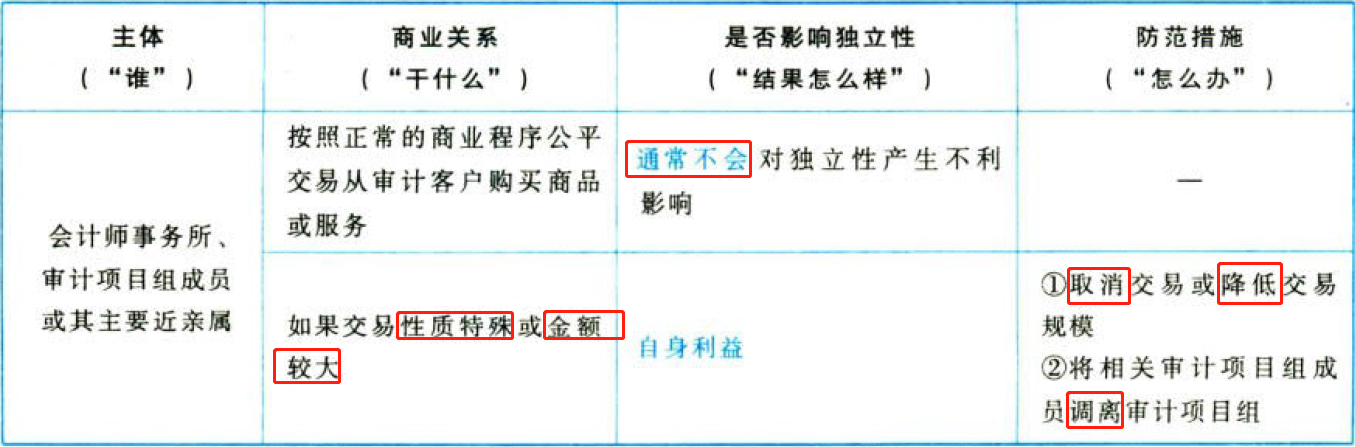 主体
（“谁”）
商业关系
（“干什么”）
是否影响独立性
（“结果怎么样”）
防范措施
（“怎么办”）
会计师事务所、
审计项目组成员
或其主要近亲属
按照正常的商业程序公平
交易从审计客户购买商品
或服务
通常不会对独立性产生不利
影响
—
如果交易性质特殊或金额
较大
自身利益
①取消交易或降低交易
规模
②将相关审计项目组成
员调离审计项目组